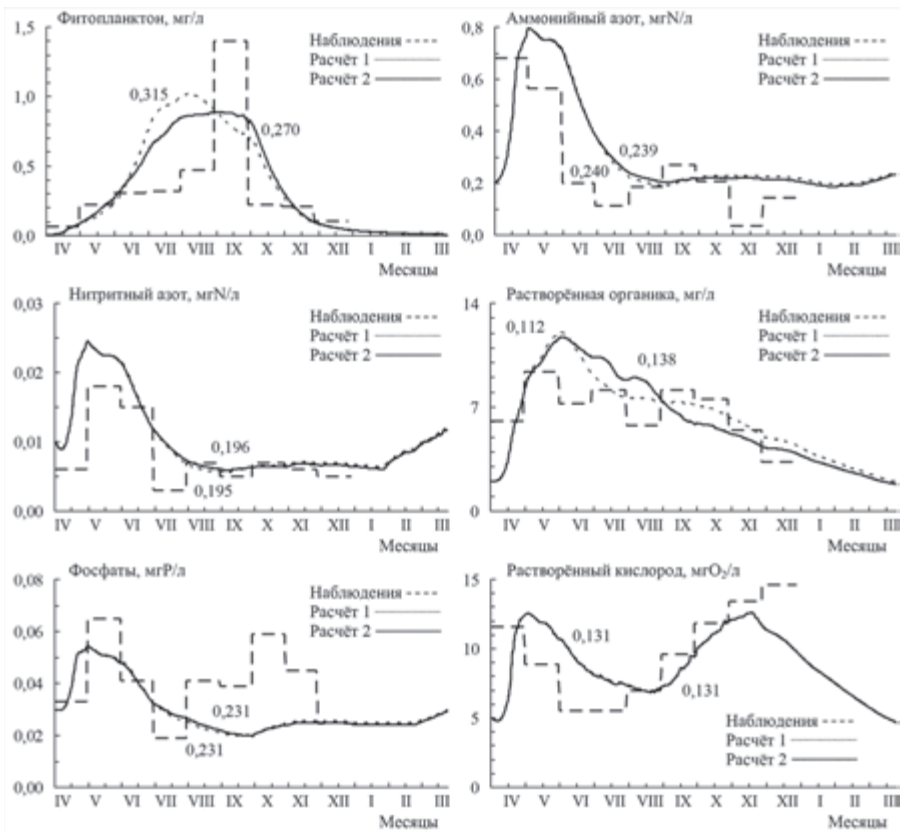 Фитопланктон, мг/л
1,5
1,0
0,5
0,0
Наблюдения
Расчёт 1
Расчёт 2
0,315
0,270
IV V VI VII VIII IX X XI XII I II III
Месяцы
Аммонийный азот, мгN/л
0,8
0,6
0,4
0,2
0,0
Наблюдения
Расчёт 1
Расчёт 2
0,240
0,239
IV V VI VII VIII IX X XI XII I II III
Месяцы
Нитритный азот, мгN/л
0,03
0,02
0,01
0,00
Наблюдения
Расчёт 1
Расчёт 2
0,196
0,195
IV V VI VII VIII IX X XI XII I II III
Месяцы
Растворённая органика, мг/л
14
7
0
Наблюдения
Расчёт 1
Расчёт 2
0,112
0,138
IV V VI VII VIII IX X XI XII I II III
Месяцы
Фосфаты, мгP/л
0,08
0,06
0,04
0,02
0,00
Наблюдения
Расчёт 1
Расчёт 2
0,231
0,231
IV V VI VII VIII IX X XI XII I II III
Месяцы
Растворённый кислород, мгO₂/л
15
10
5
0
0,131
0,131
Наблюдения
Расчёт 1
Расчёт 2
IV V VI VII VIII IX X XI XII I II III
Месяцы